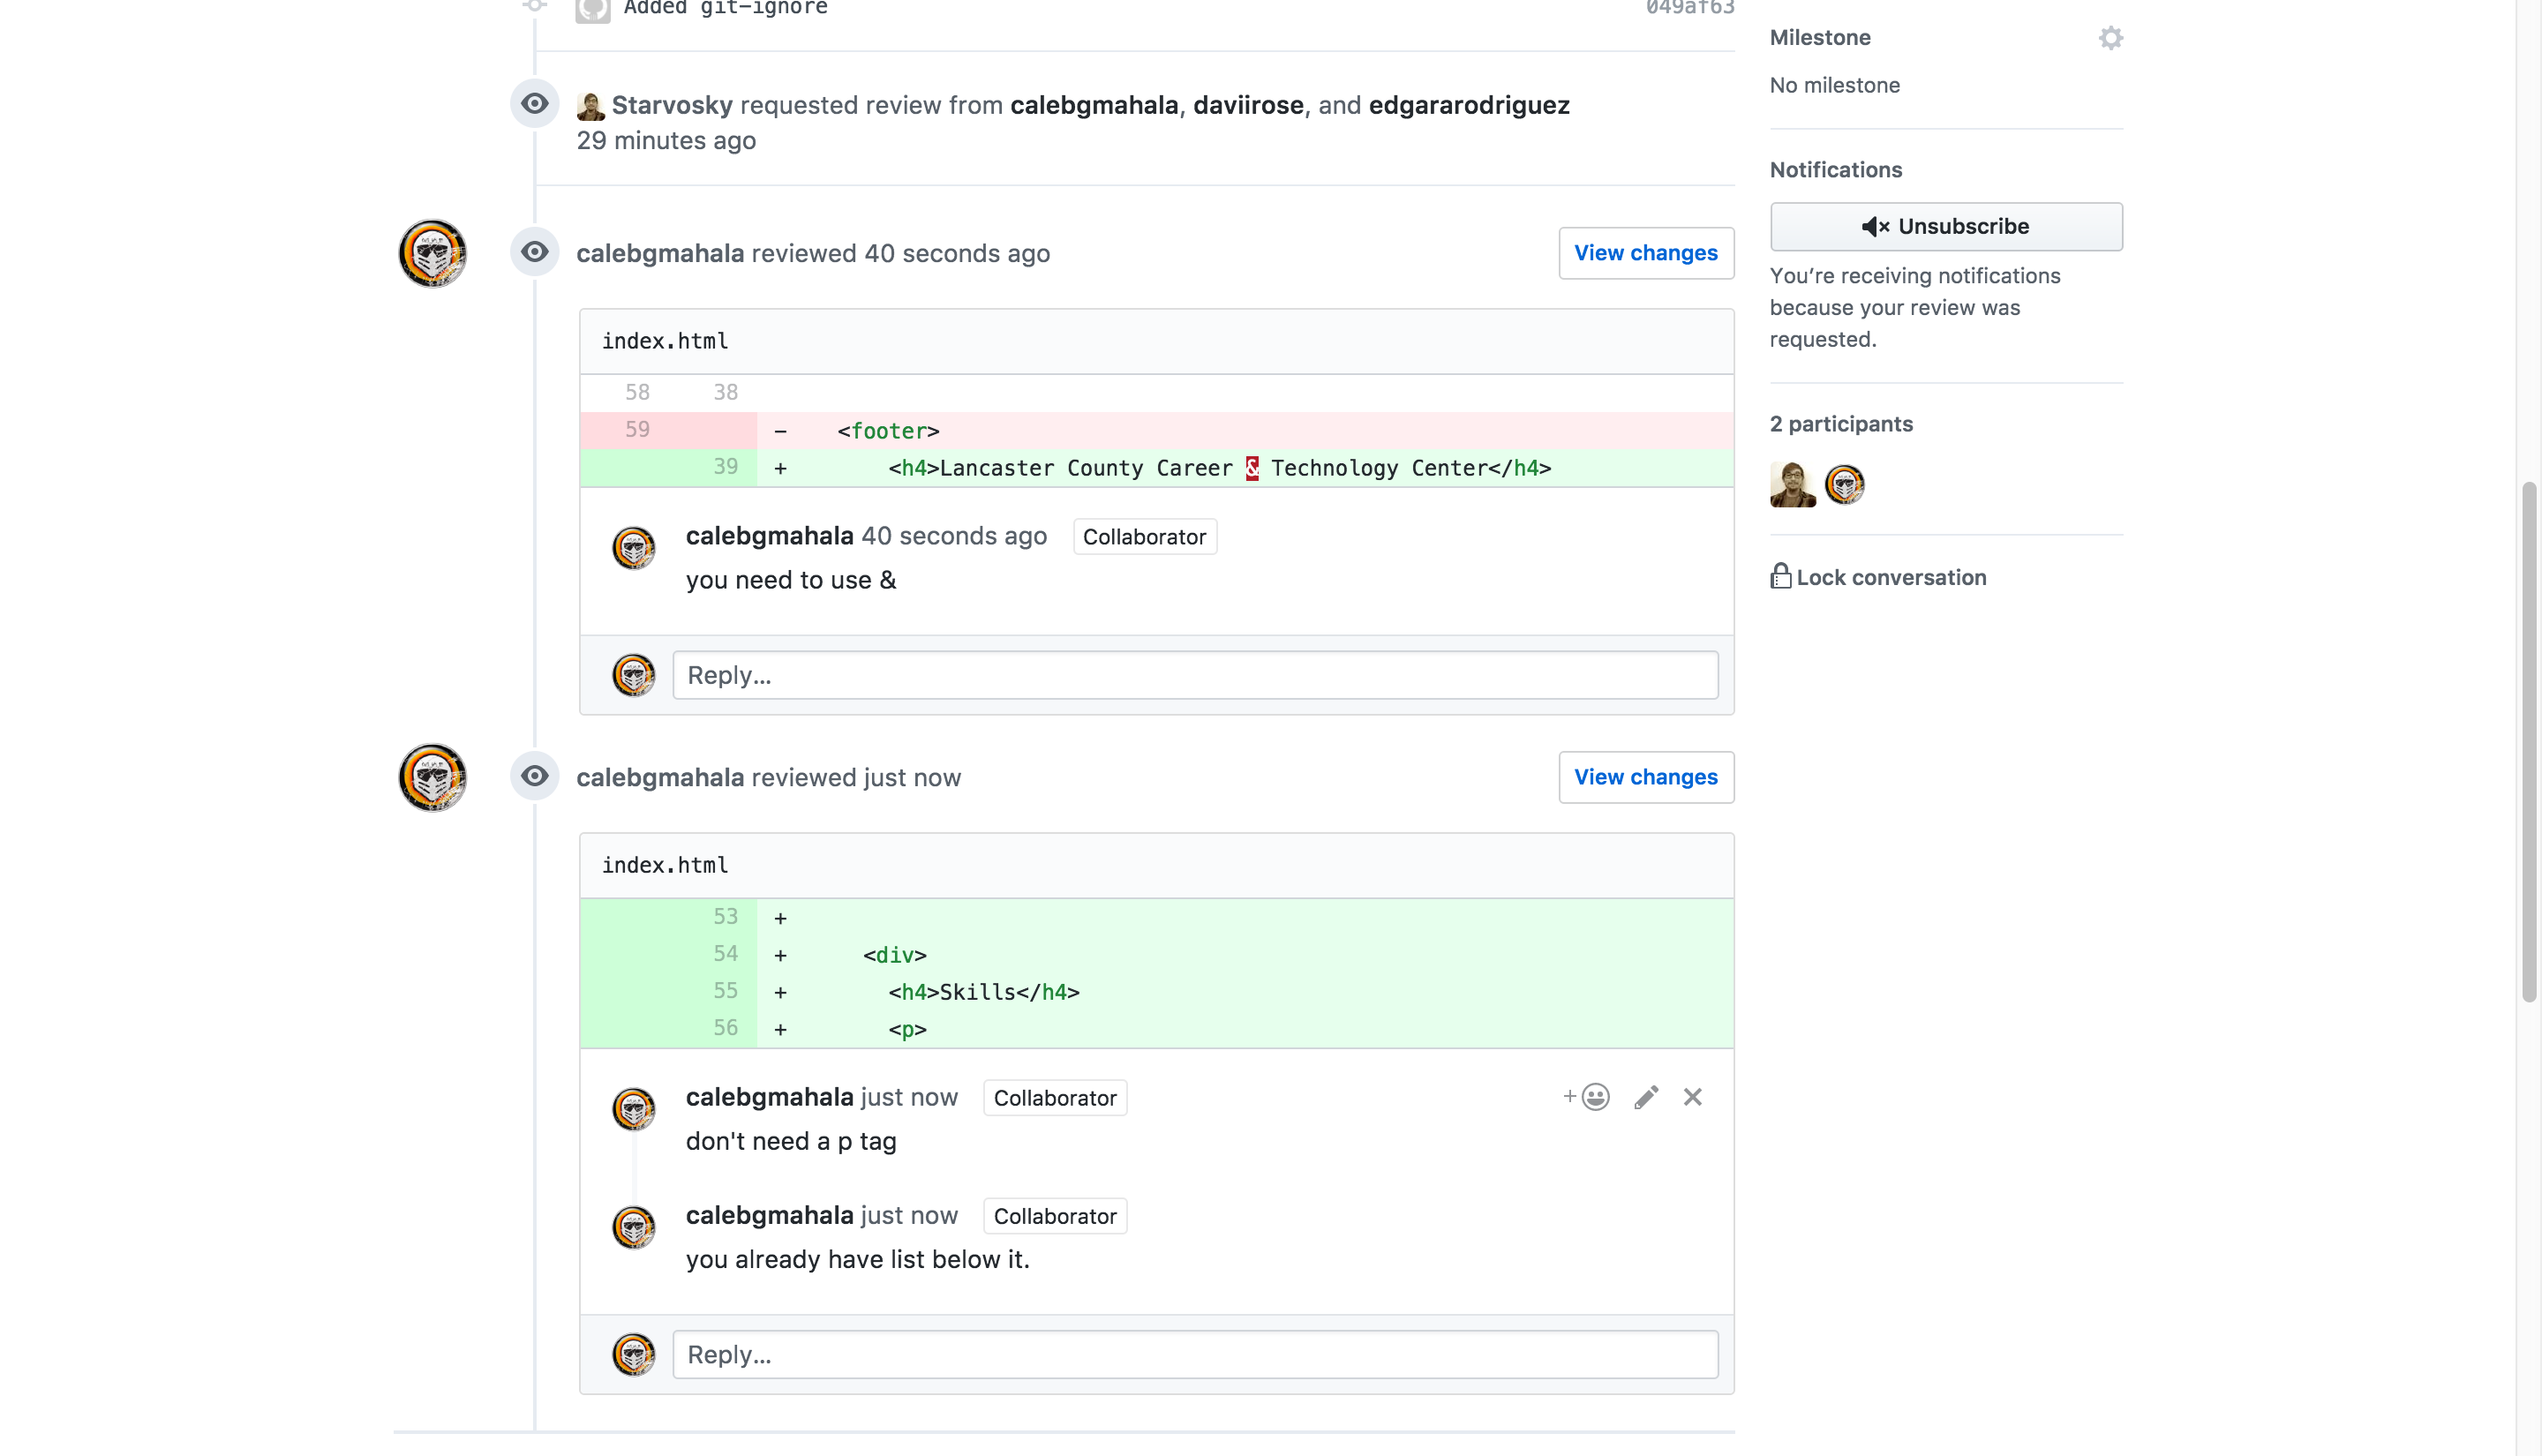 Added git-ignore 049af63
Starvosky requested review from calebgmahala, daviirose, and edgararodriguez
29 minutes ago
calebgmahala reviewed 40 seconds ago View changes
index.html
58 38
59 - <footer>
39 + <h4>Lancaster County Career & Technology Center</h4>
calebgmahala 40 seconds ago Collaborator
you need to use &
Reply...
calebgmahala reviewed just now View changes
index.html
53 +
54 + <div>
55 + <h4>Skills</h4>
56 + <p>
calebgmahala just now Collaborator
don't need a p tag
calebgmahala just now Collaborator
you already have list below it.
Reply...
Milestone
No milestone
Notifications
Unsubscribe
You’re receiving notifications
because your review was
requested.
2 participants
Lock conversation